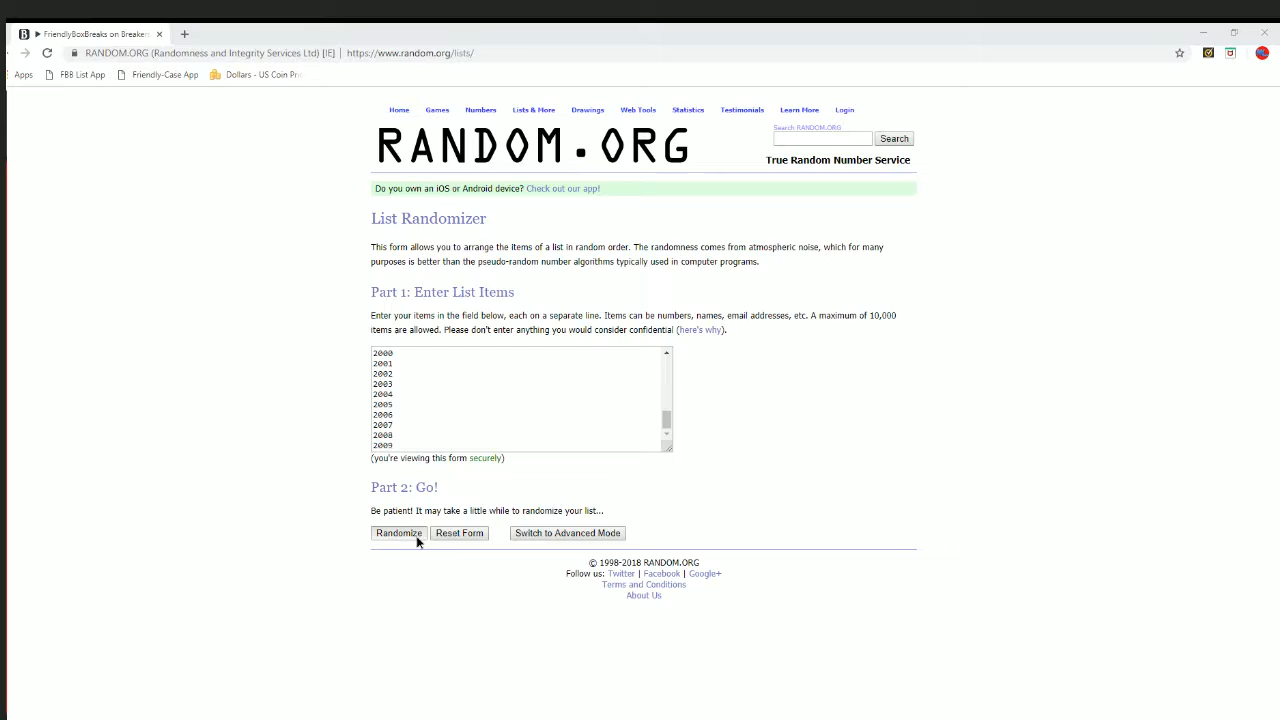 FriendlyBoxBreaks on Breakers
RANDOM.ORG (Randomness and Integrity Services Ltd) [IE] | https://www.random.org/lists/
Apps FBB List App Friendly-Case App Dollars - US Coin Pri
Home Games Numbers Lists & More Drawings Web Tools Statistics Testimonials Learn More Login
RANDOM.ORG
Search RANDOM.ORG
Search
True Random Number Service
Do you own an iOS or Android device? Check out our app!
List Randomizer
This form allows you to arrange the items of a list in random order. The randomness comes from atmospheric noise, which for many
purposes is better than the pseudo-random number algorithms typically used in computer programs.
Part 1: Enter List Items
Enter your items in the field below, each on a separate line. Items can be numbers, names, email addresses, etc. A maximum of 10,000
items are allowed. Please don't enter anything you would consider confidential (here's why).
2000
2001
2002
2003
2004
2005
2006
2007
2008
2009
(you're viewing this form securely)
Part 2: Go!
Be patient! It may take a little while to randomize your list...
Randomize Reset Form Switch to Advanced Mode
© 1998-2018 RANDOM.ORG
Follow us: Twitter | Facebook | Google+
Terms and Conditions
About Us